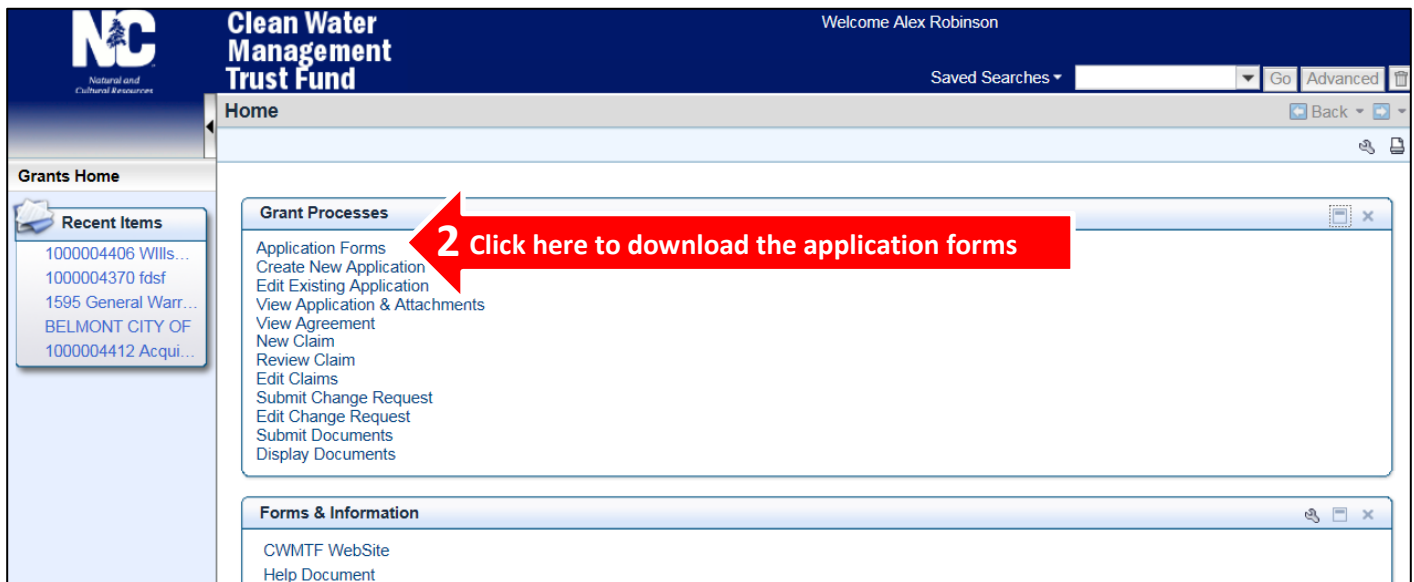 NC
Natural and
Cultural Resources
Clean Water
Management
Trust Fund
Welcome Alex Robinson
Saved Searches
Go Advanced
Home
Back
Grants Home
Recent Items
1000004406 WIlls...
1000004370 fdsf
1595 General Warr...
BELMONT CITY OF
1000004412 Acqui...
Grant Processes
Application Forms
2 Click here to download the application forms
Create New Application
Edit Existing Application
View Application & Attachments
View Agreement
New Claim
Review Claim
Edit Claims
Submit Change Request
Edit Change Request
Submit Documents
Display Documents
Forms & Information
CWMTF WebSite
Help Document